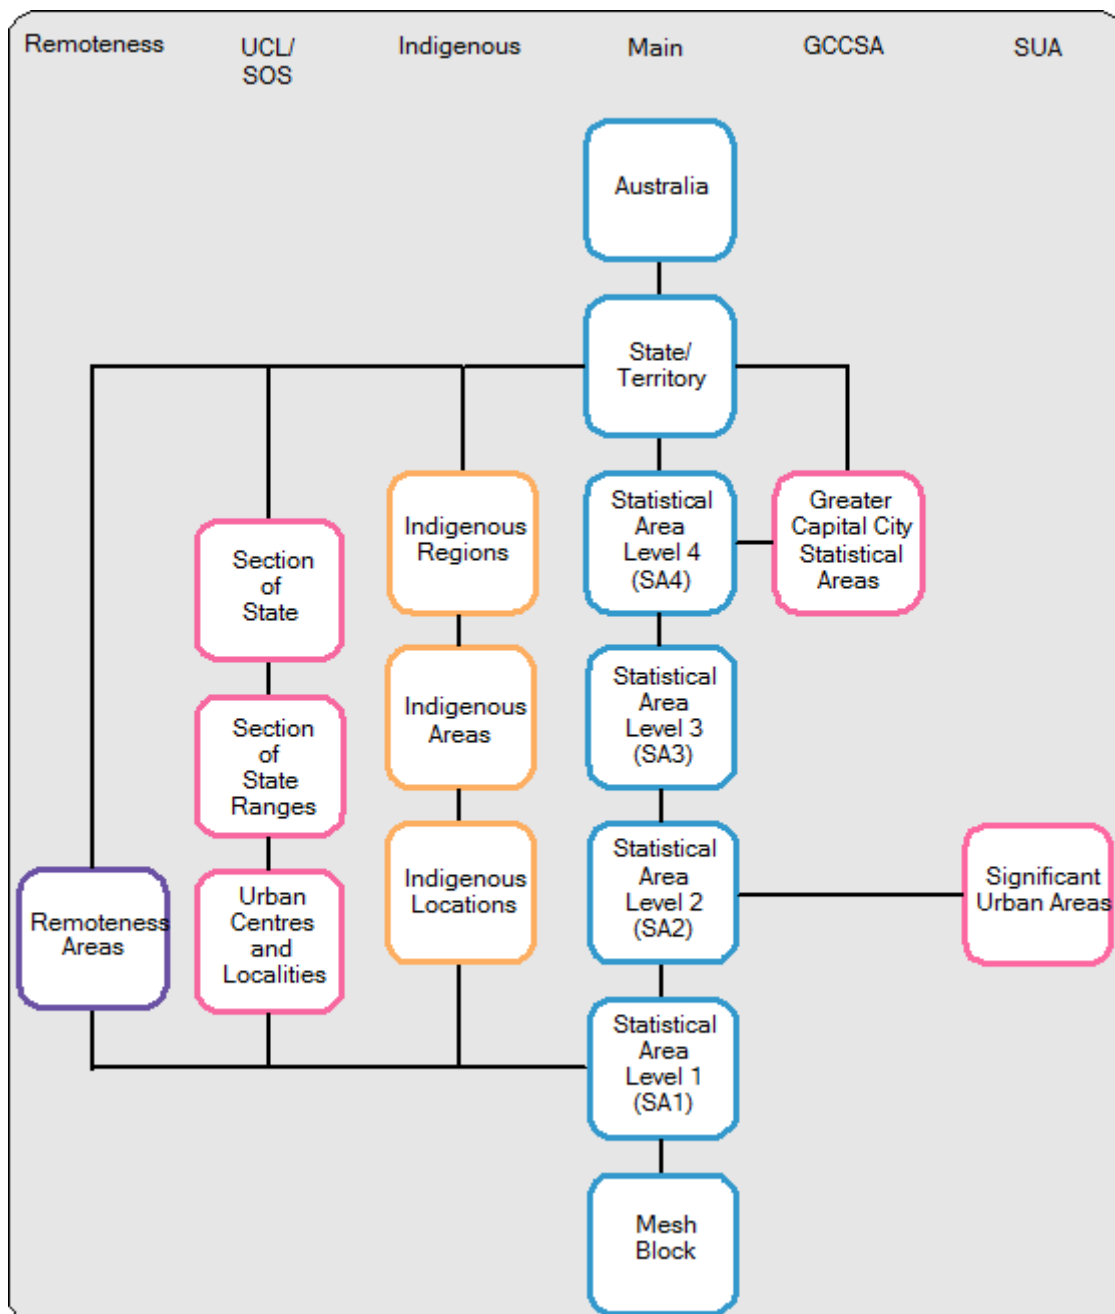 Remoteness
UCL/
SOS
Indigenous
Main
GCCSA
SUA
Australia
State/
Territory
Statistical
Area
Level 4
(SA4)
Greater
Capital City
Statistical
Areas
Indigenous
Regions
Section
of
State
Statistical
Area
Level 3
(SA3)
Indigenous
Areas
Section
of
State
Ranges
Statistical
Area
Level 2
(SA2)
Significant
Urban Areas
Indigenous
Locations
Urban
Centres
and
Localities
Remoteness
Areas
Statistical
Area
Level 1
(SA1)
Mesh
Block